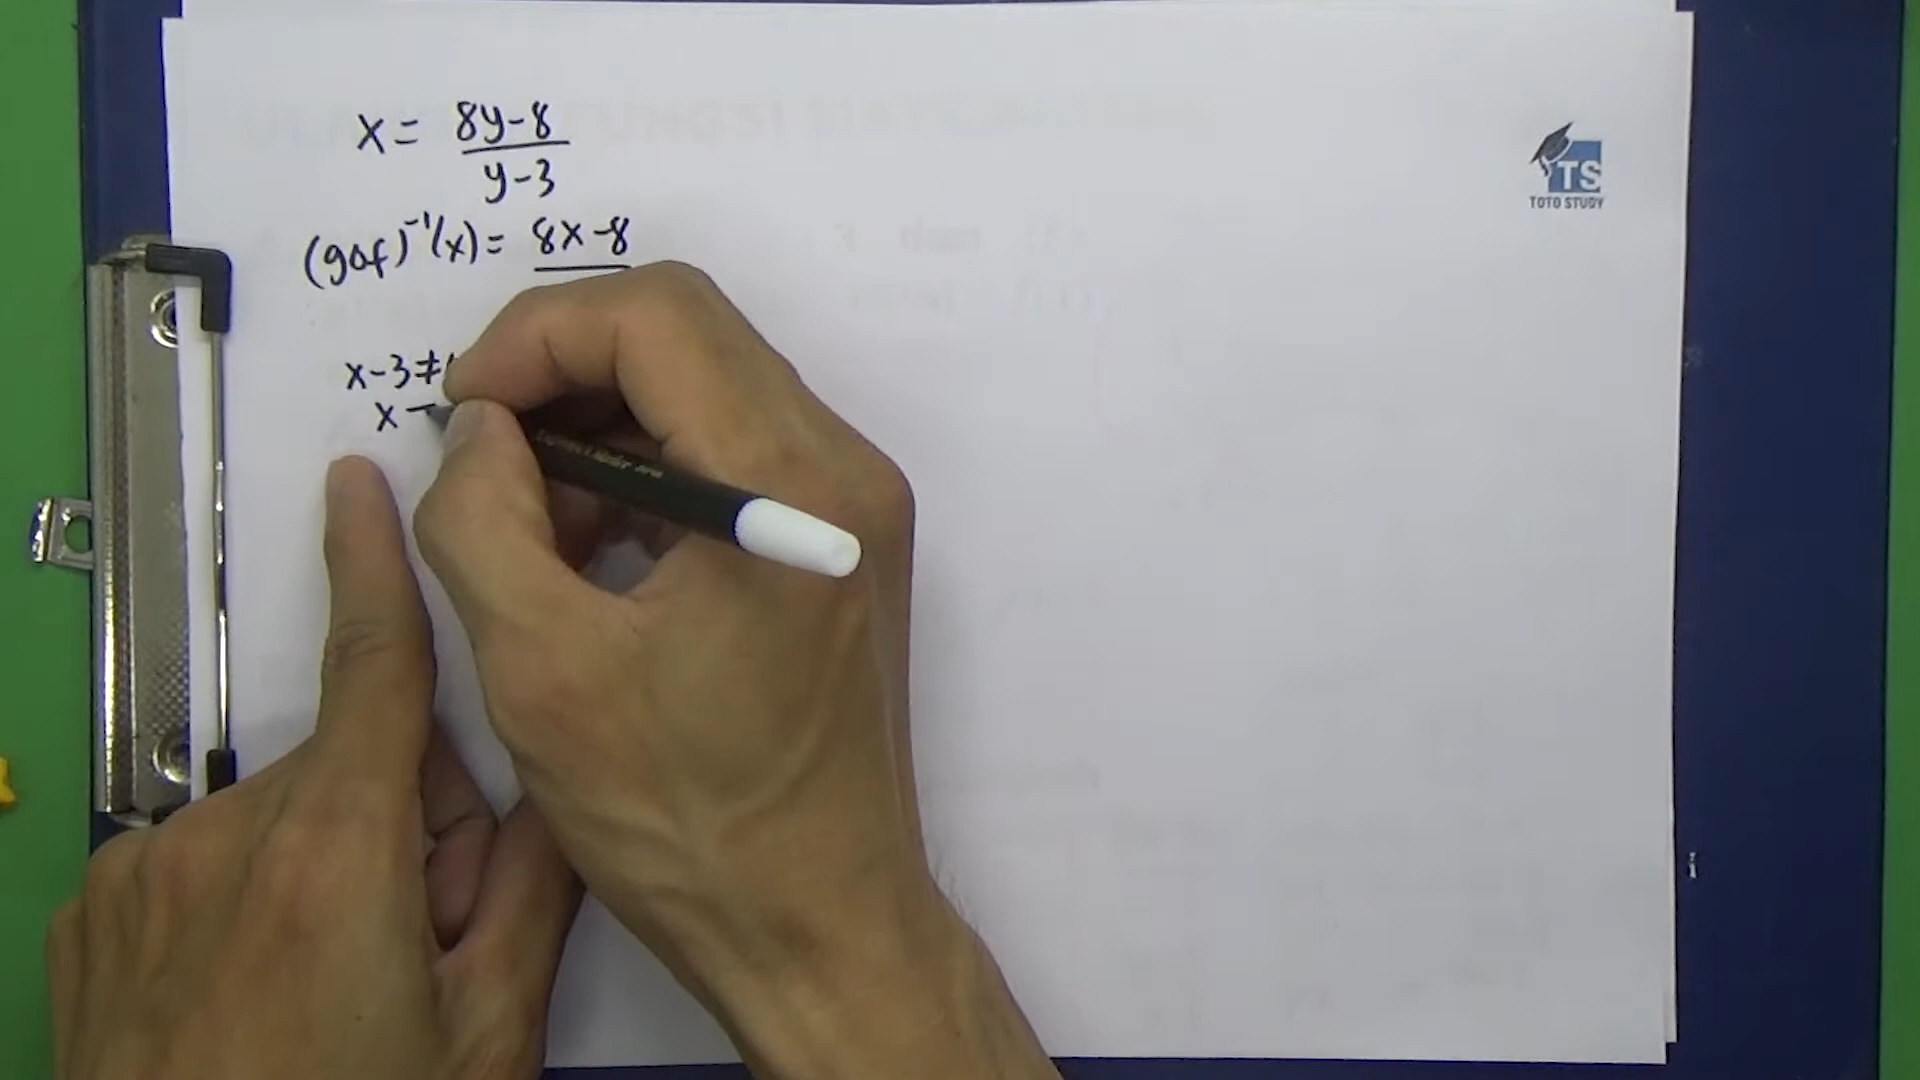 x = 8y-8
y-3
(gof)⁻¹(x) = 8x-8
x-3≠
x
TS
TOTO STUDY